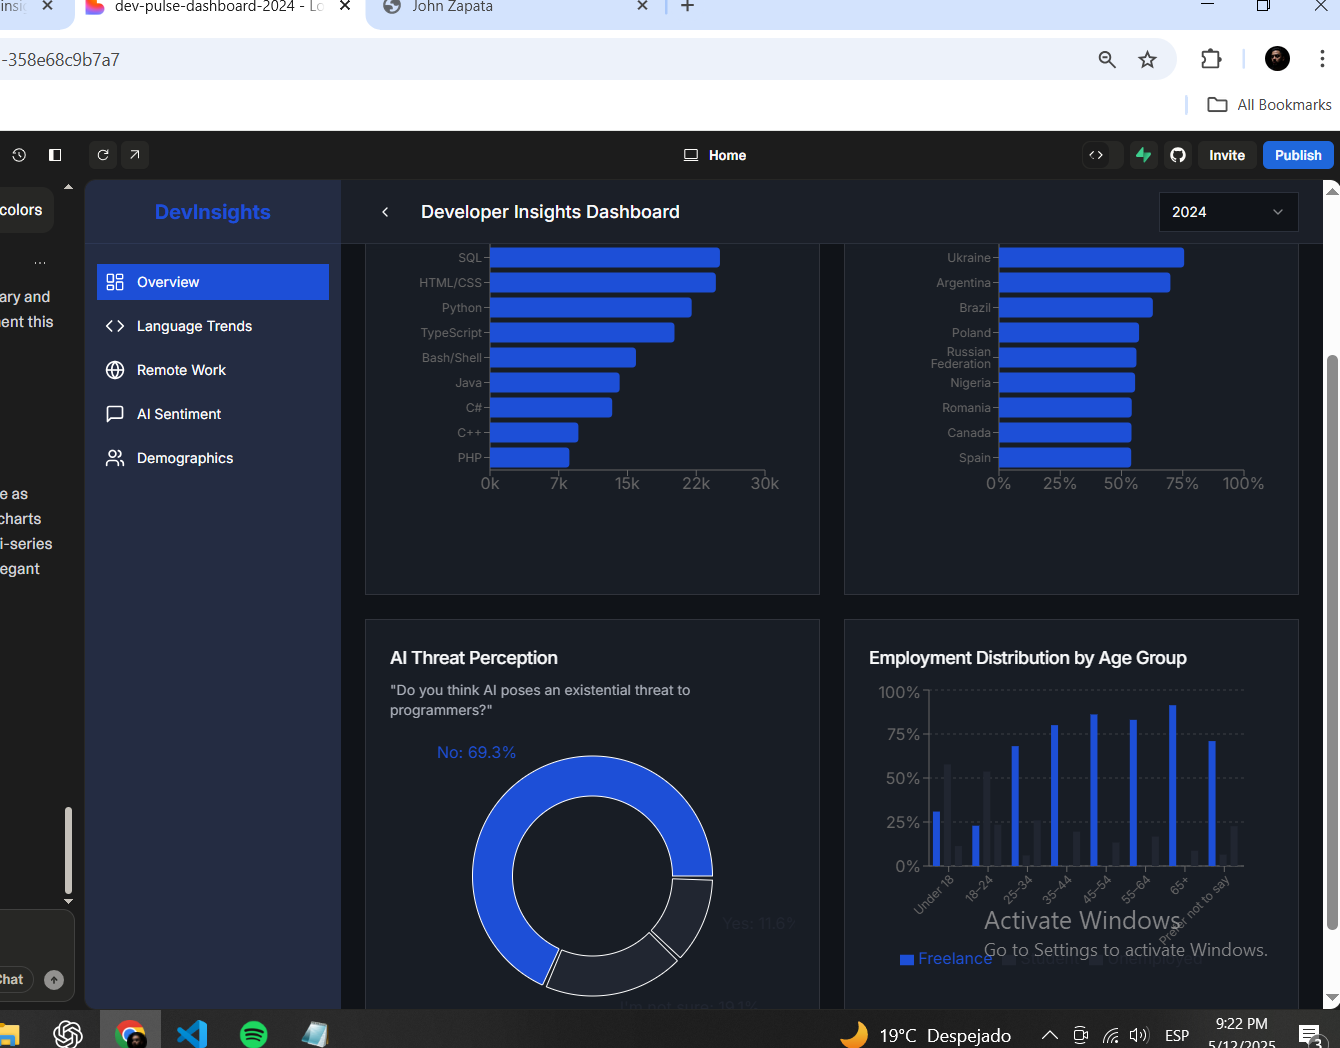 insi
dev-pulse-dashboard-2024 - Lo
John Zapata
-358e68c9b7a7
All Bookmarks
Home
Invite
Publish
colors
...
ary and
ent this
e as
charts
i-series
egant
Chat
DevInsights
Overview
Language Trends
Remote Work
AI Sentiment
Demographics
Developer Insights Dashboard
2024
SQL
HTML/CSS
Python
TypeScript
Bash/Shell
Java
C#
C++
PHP
0k 7k 15k 22k 30k
Ukraine
Argentina
Brazil
Poland
Russian
Federation
Nigeria
Romania
Canada
Spain
0% 25% 50% 75% 100%
AI Threat Perception
"Do you think AI poses an existential threat to
programmers?"
No: 69.3%
Yes: 11.6%
I'm not sure: 19.1%
Employment Distribution by Age Group
100%
75%
50%
25%
0%
Under 18 18-24 25-34 35-44 45-54 55-64 65+ Prefer not to say
Freelance Student Unemployed
Activate Windows
Go to Settings to activate Windows.
19°C Despejado
ESP
9:22 PM
5/12/2025
3